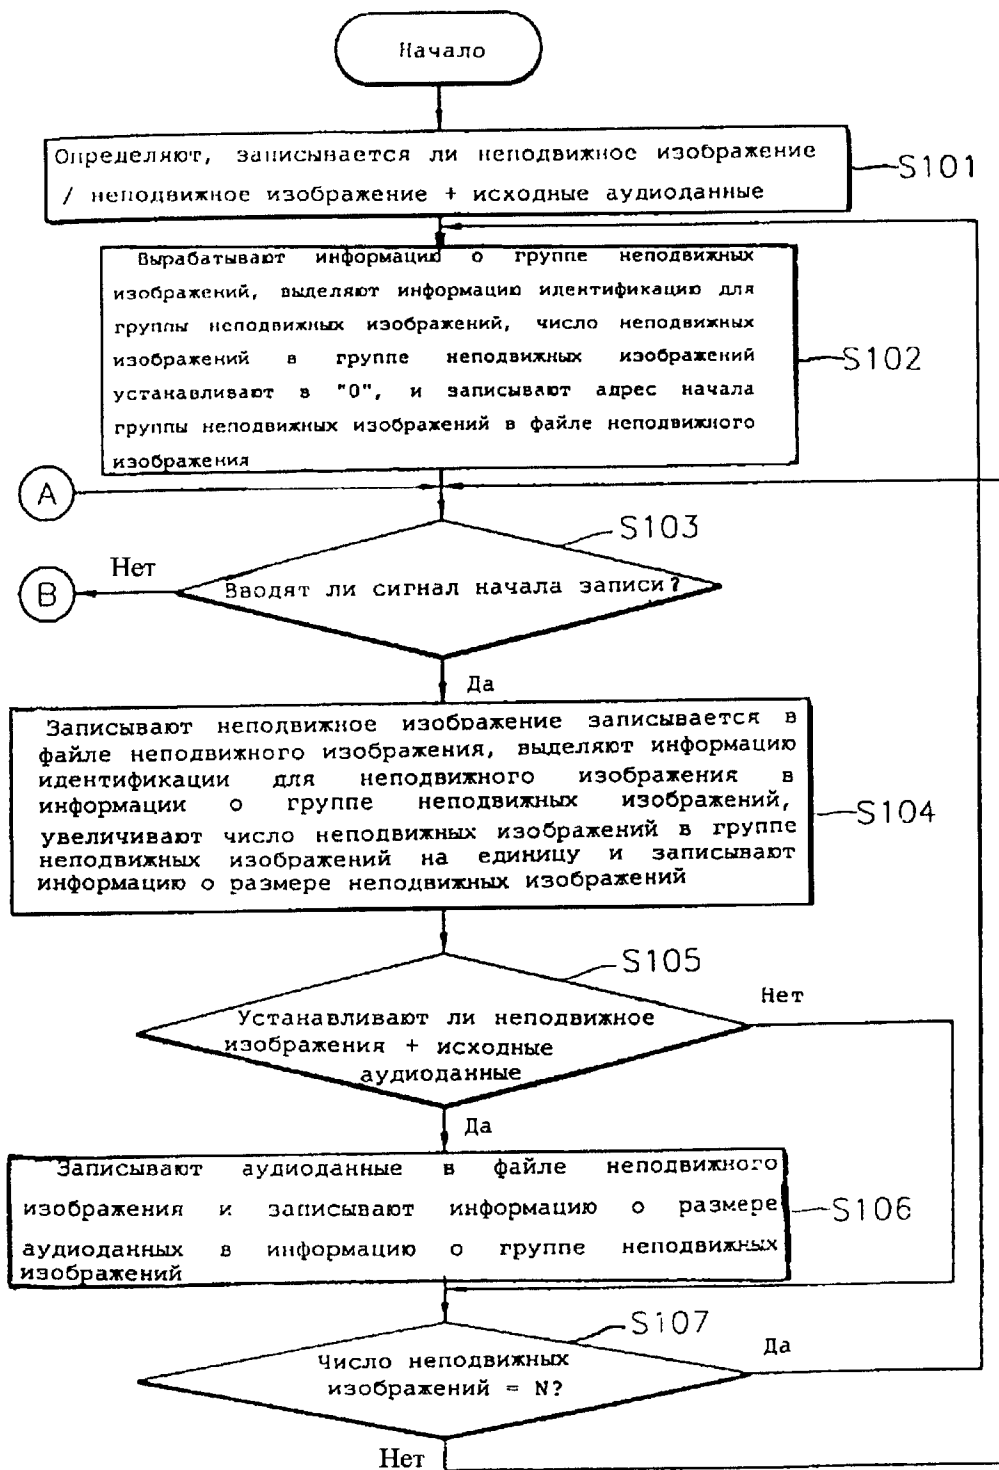 Начало
Определяют, записывается ли неподвижное изображение
/ неподвижное изображение + исходные аудиоданные
S101
Вырабатывают информацию о группе неподвижных
изображений, выделяют информацию идентификацию для
группы неподвижных изображений, число неподвижных
изображений в группе неподвижных изображений
устанавливают в "0", и записывают адрес начала
группы неподвижных изображений в файле неподвижного
изображения
S102
A
S103
Нет
B
Вводят ли сигнал начала записи?
Да
Записывают неподвижное изображение записывается в
файле неподвижного изображения, выделяют информацию
идентификации для неподвижного изображения в
информации о группе неподвижных изображений,
увеличивают число неподвижных изображений в группе
неподвижных изображений на единицу и записывают
информацию о размере неподвижных изображений
S104
S105
Нет
Устанавливают ли неподвижное
изображения + исходные
аудиоданные
Да
Записывают аудиоданные в файле неподвижного
изображения и записывают информацию о размере
аудиоданных в информацию о группе неподвижных
изображений
S106
S107
Да
Число неподвижных
изображений = N?
Нет